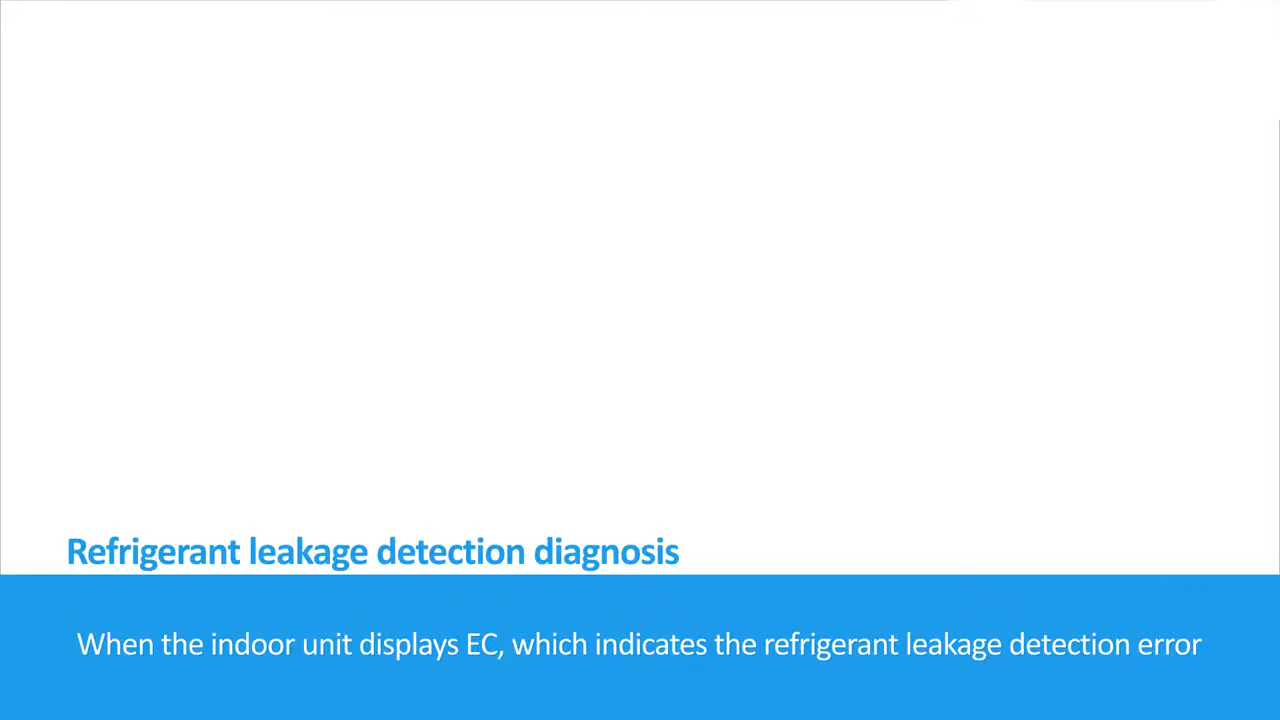 Refrigerant leakage detection diagnosis
When the indoor unit displays EC, which indicates the refrigerant leakage detection error